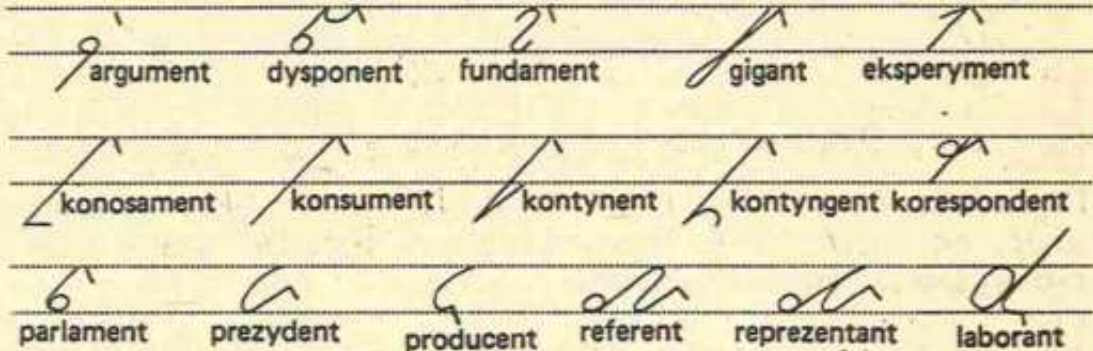 argument dysponent fundament gigant eksperyment
konosament konsument kontynent kontyngent korespondent
parlament prezydent producent referent reprezentant laborant